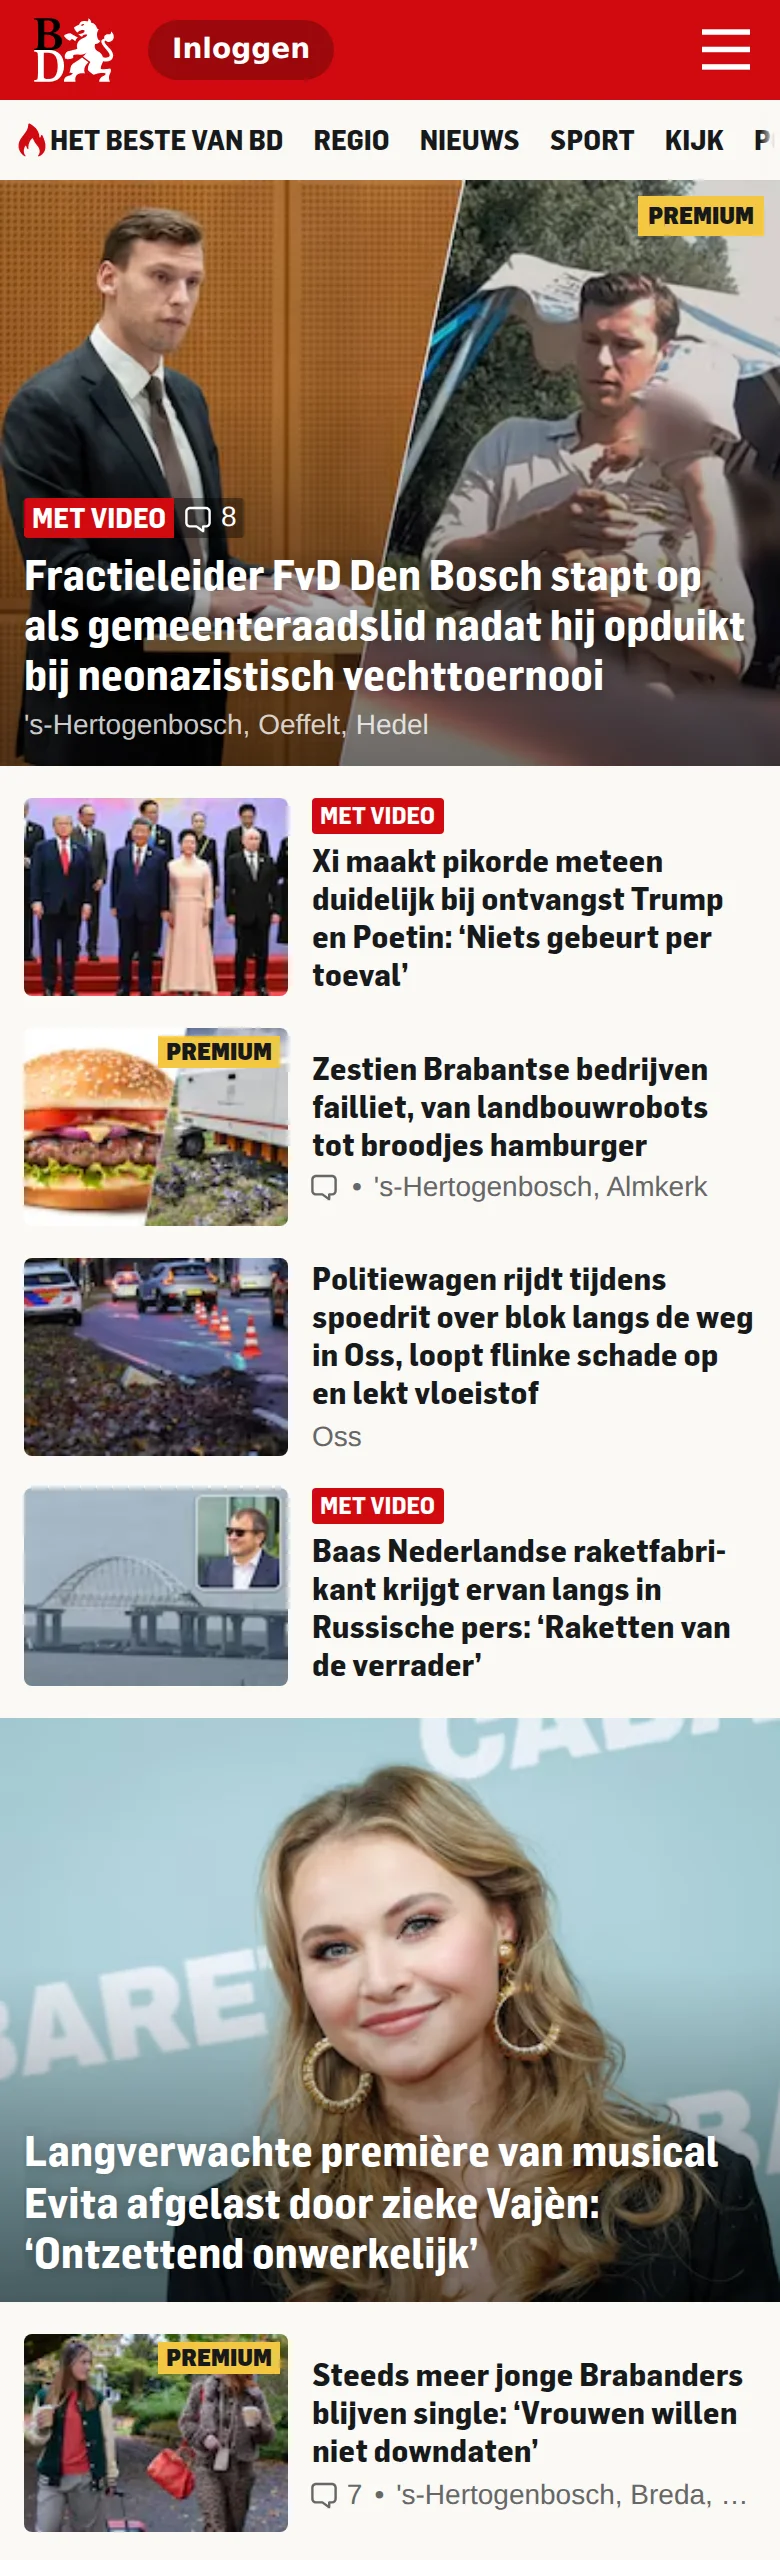 BD
Inloggen
HET BESTE VAN BD REGIO NIEUWS SPORT KIJK
PREMIUM
MET VIDEO 8
Fractieleider FvD Den Bosch stapt op
als gemeenteraadslid nadat hij opduikt
bij neonazistisch vechttoernooi
's-Hertogenbosch, Oeffelt, Hedel
MET VIDEO
Xi maakt pikorde meteen
duidelijk bij ontvangst Trump
en Poetin: ‘Niets gebeurt per
toeval’
PREMIUM
Zestien Brabantse bedrijven
failliet, van landbouwrobots
tot broodjes hamburger
• 's-Hertogenbosch, Almkerk
Politiewagen rijdt tijdens
spoedrit over blok langs de weg
in Oss, loopt flinke schade op
en lekt vloeistof
Oss
MET VIDEO
Baas Nederlandse raketfabri-
kant krijgt ervan langs in
Russische pers: ‘Raketten van
de verrader’
CABA
BARET
BA
Langverwachte première van musical
Evita afgelast door zieke Vajèn:
‘Ontzettend onwerkelijk’
PREMIUM
Steeds meer jonge Brabanders
blijven single: ‘Vrouwen willen
niet downdaten’
7 • 's-Hertogenbosch, Breda, ...